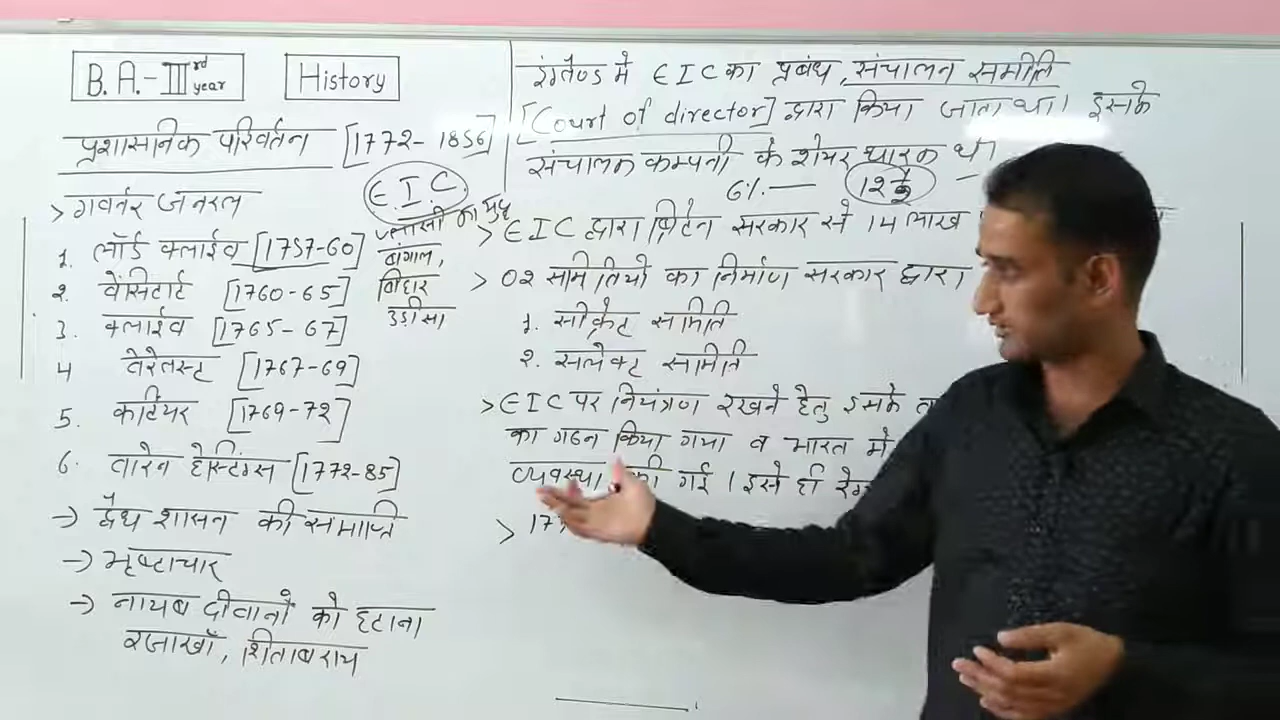 B. A. - III rd year
History
प्रशासनिक परिवर्तन [1772 - 1856]
> गवर्नर जनरल
E. I. C.
1. लॉर्ड क्लाईव [1757-60]
2. वेंसिटार्ट [1760-65]
3. क्लाईव [1765-67]
4 वेरेलस्ट [1767-69]
5. कार्टियर [1769-72]
6. वारेन हेस्टिंग्स [1772-85]
प्लासी का युद्ध
बांगाल,
बिहार
उड़ीसा
→ द्वैध शासन की समाप्ति
→ भृष्टाचार
→ नायब दीवानों को हटाना
रजाखाँ, शिताबराय
इंग्लैण्ड में EIC का प्रबंध, संचालन समीति
[Court of director] द्वारा किया जाता था। इसके
संचालक कम्पनी के शेयर धारक थे।
6% — 12%
> EIC द्वारा ब्रिटेन सरकार से 14 लाख
> 02 समितियों का निर्माण सरकार द्वारा
1. सीक्रेट समिति
2. सलेक्ट समिति
> EIC पर नियंत्रण रखने हेतु इसके
का गठन किया गया व भारत में
व्यवस्था की गई। इसे ही
> 17